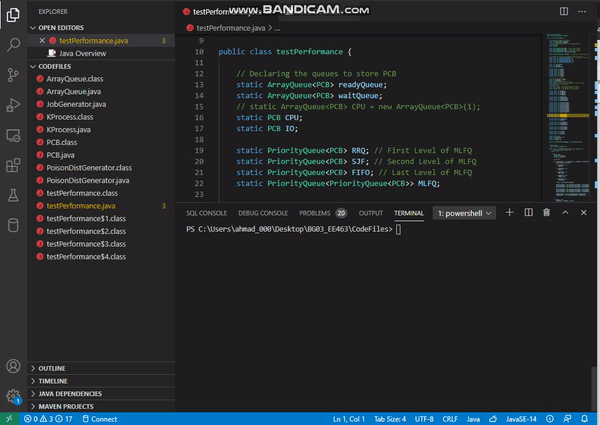 WWW.BANDICAM.COM
EXPLORER
OPEN EDITORS
testPerformance.java 3
Java Overview
CODEFILES
ArrayQueue.class
ArrayQueue.java
JobGenerator.java
KProcess.class
KProcess.java
PCB.class
PCB.java
PoisonDistGenerator.class
PoisonDistGenerator.java
testPerformance.class
testPerformance.java 3
testPerformance$1.class
testPerformance$2.class
testPerformance$3.class
testPerformance$4.class
OUTLINE
TIMELINE
JAVA DEPENDENCIES
MAVEN PROJECTS
testPerformance.java
testPerformance.java > ...
9
10 public class testPerformance {
11
12 // Declaring the queues to store PCB
13 static ArrayQueue<PCB> readyQueue;
14 static ArrayQueue<PCB> waitQueue;
15 // static ArrayQueue<PCB> CPU = new ArrayQueue<PCB>(1);
16 static PCB CPU;
17 static PCB IO;
18
19 static PriorityQueue<PCB> RRQ; // First Level of MLFQ
20 static PriorityQueue<PCB> SJF; // Second Level of MLFQ
21 static PriorityQueue<PCB> FIFO; // Last Level of MLFQ
22 static PriorityQueue<PriorityQueue<PCB>> MLFQ;
23
SQL CONSOLE DEBUG CONSOLE PROBLEMS 20 OUTPUT TERMINAL 1: powershell
PS C:\Users\ahmad_000\Desktop\BG03_EE463\CodeFiles>
1
0 3 17 Connect Ln 1, Col 1 Tab Size: 4 UTF-8 CRLF Java JavaSE-14